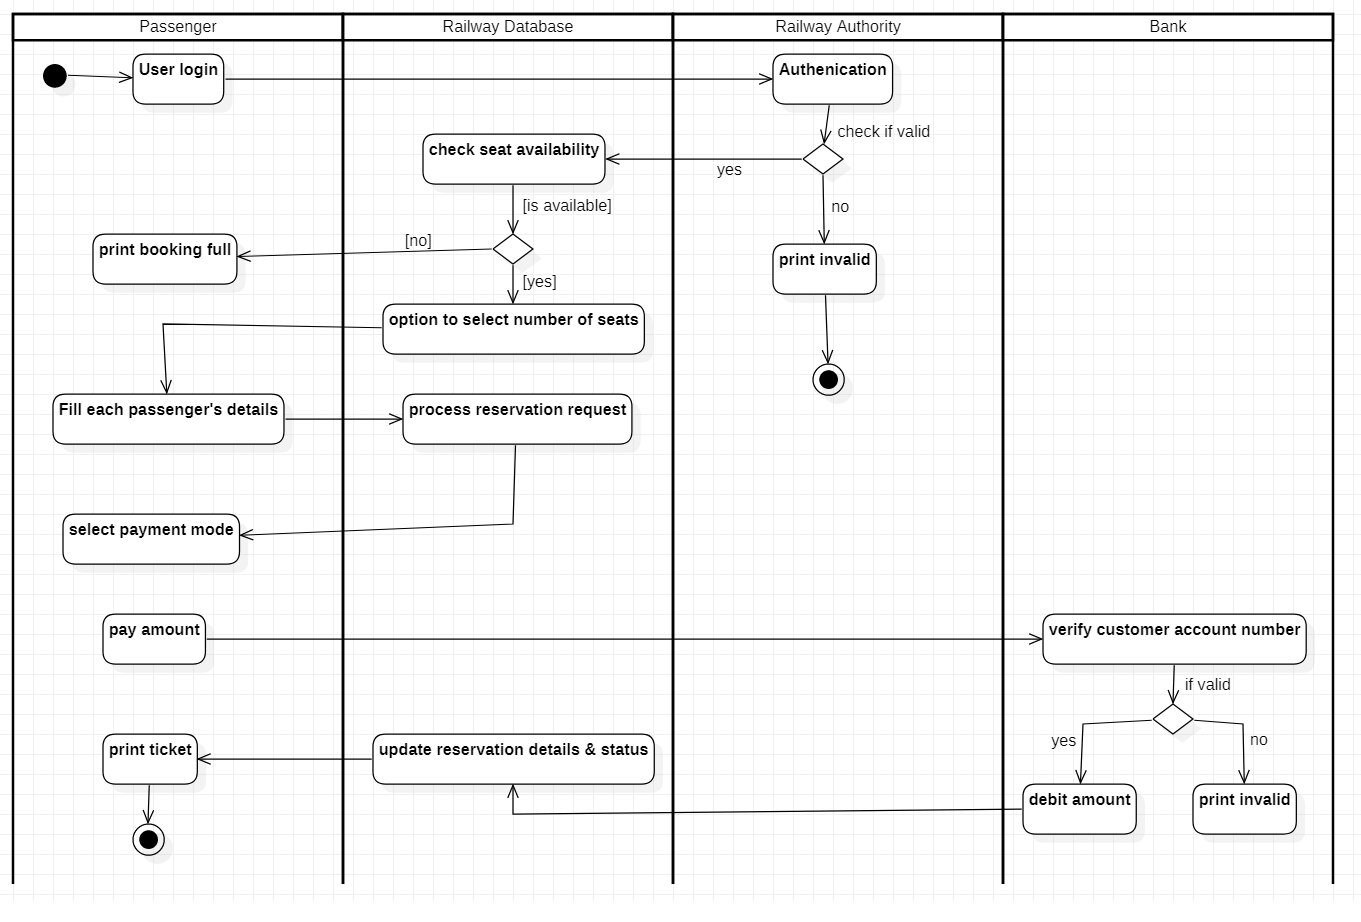 Passenger
Railway Database
Railway Authority
Bank
User login
Authenication
check if valid
check seat availability
yes
[is available]
no
print booking full
[no]
print invalid
[yes]
option to select number of seats
Fill each passenger's details
process reservation request
select payment mode
pay amount
verify customer account number
if valid
print ticket
update reservation details & status
yes
no
debit amount
print invalid